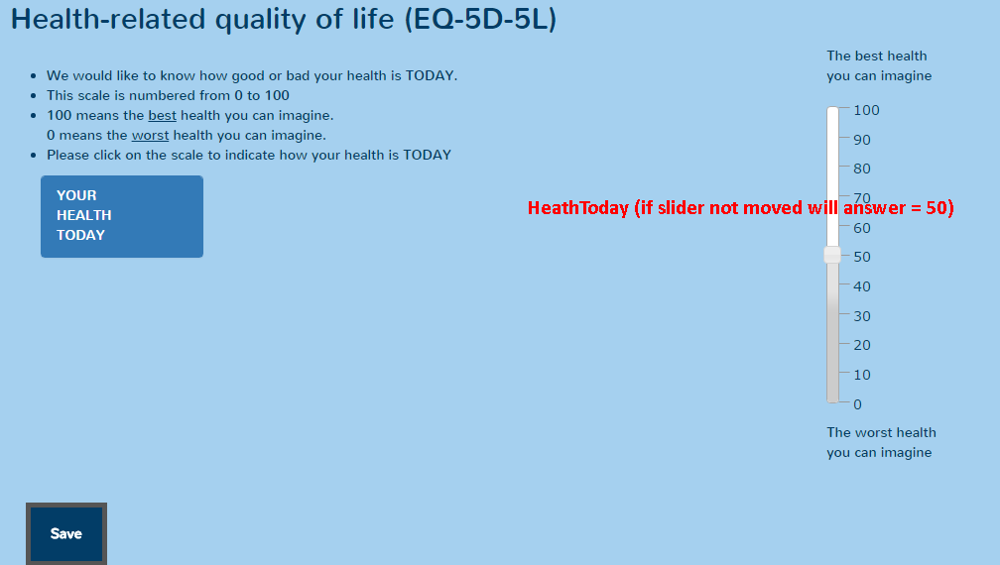 Health-related quality of life (EQ-5D-5L)
• We would like to know how good or bad your health is TODAY.
• This scale is numbered from 0 to 100
• 100 means the best health you can imagine.
0 means the worst health you can imagine.
• Please click on the scale to indicate how your health is TODAY
YOUR
HEALTH
TODAY
The best health
you can imagine
100
90
80
70
HeathToday (if slider not moved will answer = 50)
60
50
40
30
20
10
0
The worst health
you can imagine
Save